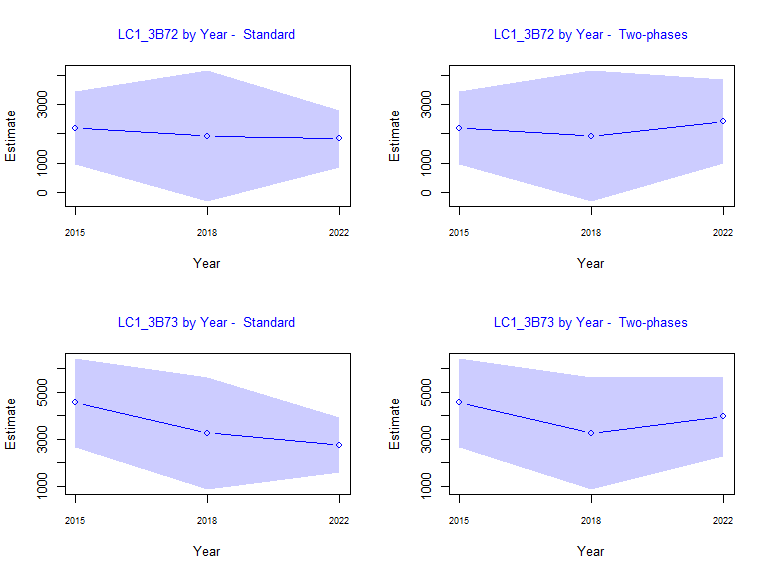 LC1_3B72 by Year -  Standard
Estimate
3000
1000
0
2015
2018
2022
Year
LC1_3B72 by Year -  Two-phases
Estimate
3000
1000
0
2015
2018
2022
Year
LC1_3B73 by Year -  Standard
Estimate
5000
3000
1000
2015
2018
2022
Year
LC1_3B73 by Year -  Two-phases
Estimate
5000
3000
1000
2015
2018
2022
Year